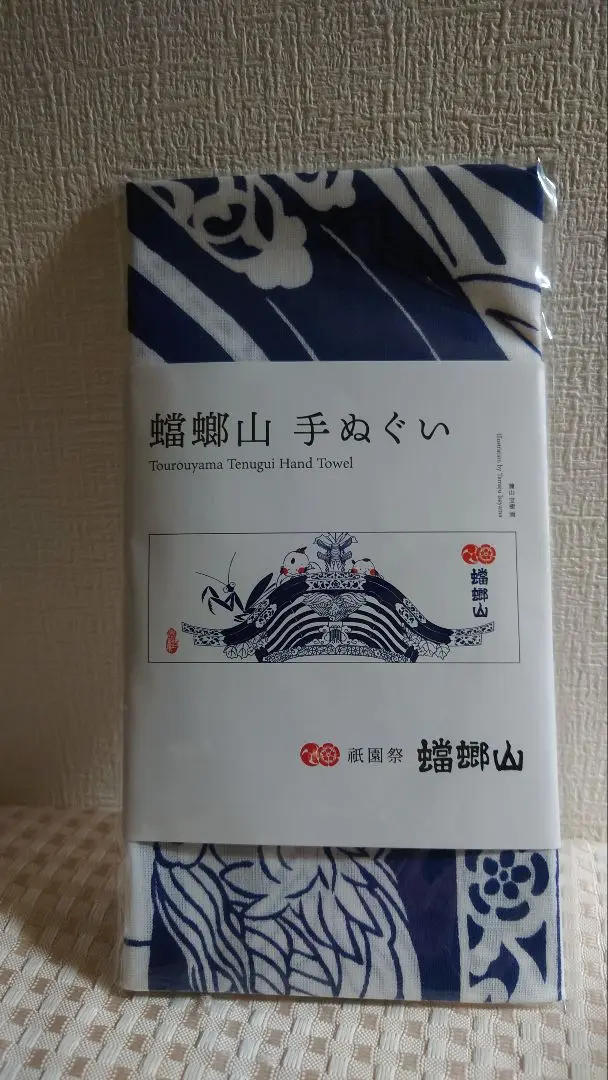 蟷螂山 手ぬぐい
Tourouyama Tenugui Hand Towel
蟷螂山
祇園祭 蟷螂山